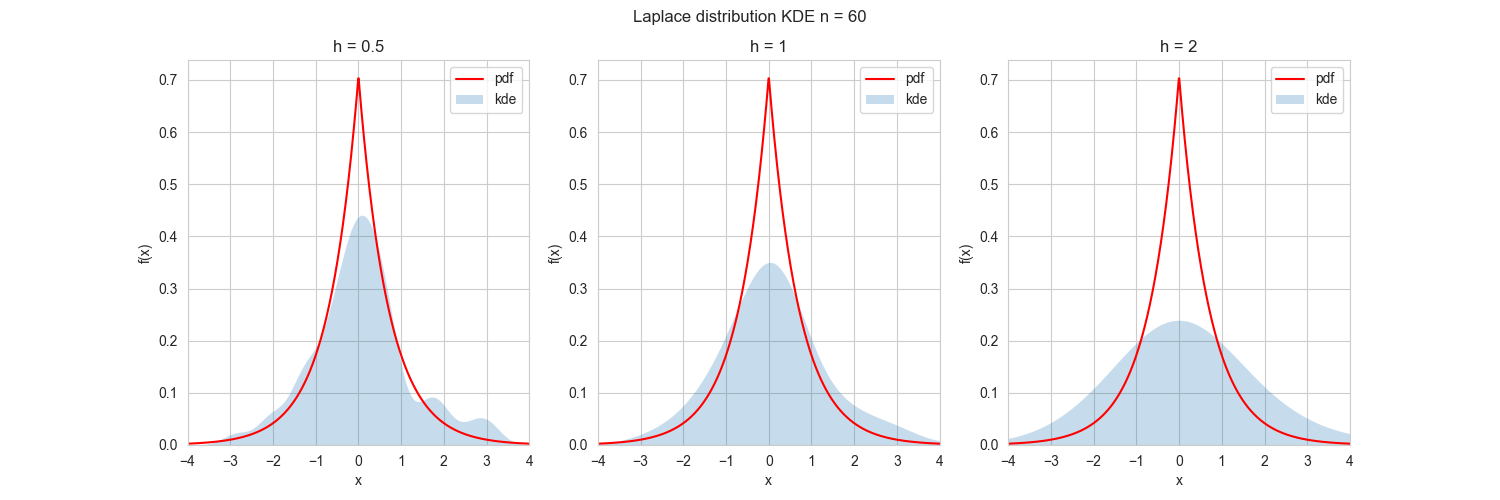 Laplace distribution KDE n = 60
h = 0.5
0.7
0.6
0.5
0.4
0.3
0.2
0.1
0.0
f(x)
−4 −3 −2 −1 0 1 2 3 4
x
pdf
kde
h = 1
0.7
0.6
0.5
0.4
0.3
0.2
0.1
0.0
f(x)
−4 −3 −2 −1 0 1 2 3 4
x
pdf
kde
h = 2
0.7
0.6
0.5
0.4
0.3
0.2
0.1
0.0
f(x)
−4 −3 −2 −1 0 1 2 3 4
x
pdf
kde